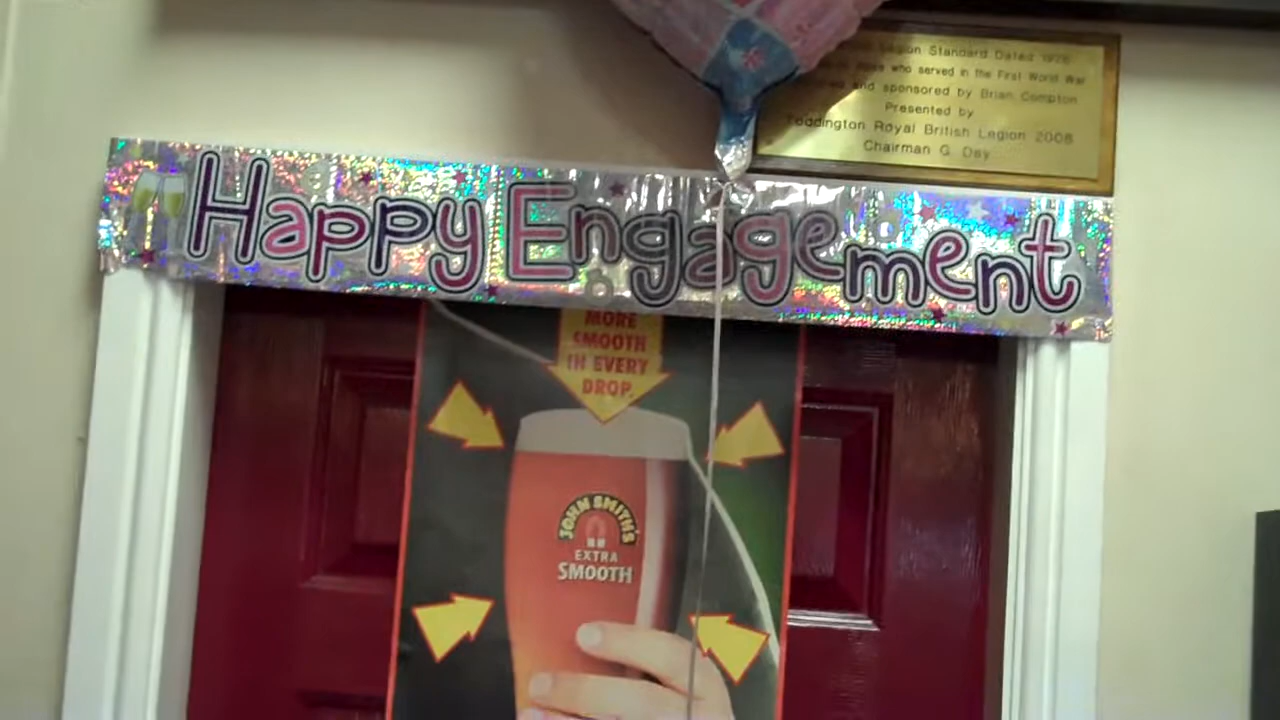 Legion Standard Dated
who served in the First World War
and sponsored by Brian Compton
Presented by
Teddington Royal British Legion 2008
Chairman G. Day
Happy Engagement
MORE
SMOOTH
IN EVERY
DROP.
JOHN SMITH'S
EXTRA
SMOOTH